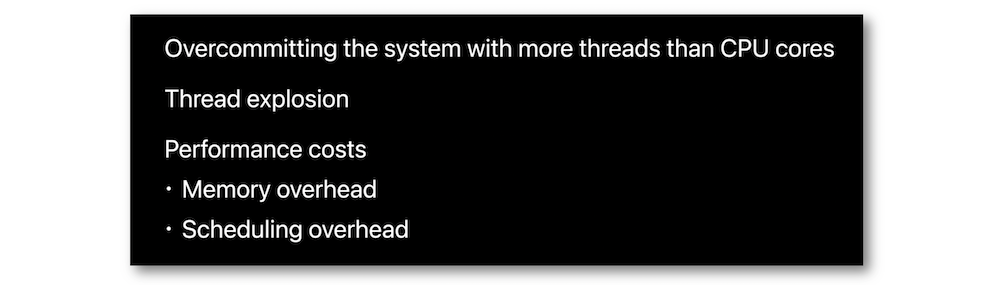 Overcommitting the system with more threads than CPU cores
Thread explosion
Performance costs
• Memory overhead
• Scheduling overhead